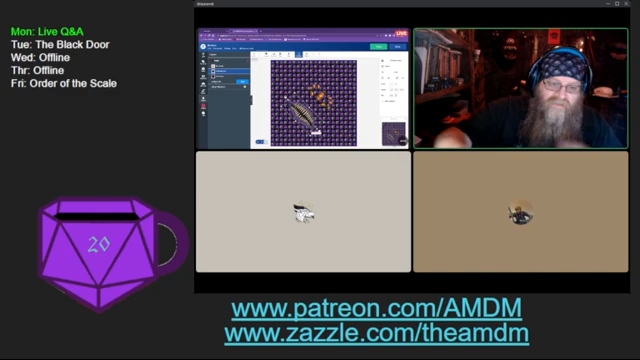 Mon: Live Q&A
Tue: The Black Door
Wed: Offline
Thr: Offline
Fri: Order of the Scale
LIVE
20
www.patreon.com/AMDM
www.zazzle.com/theamdm